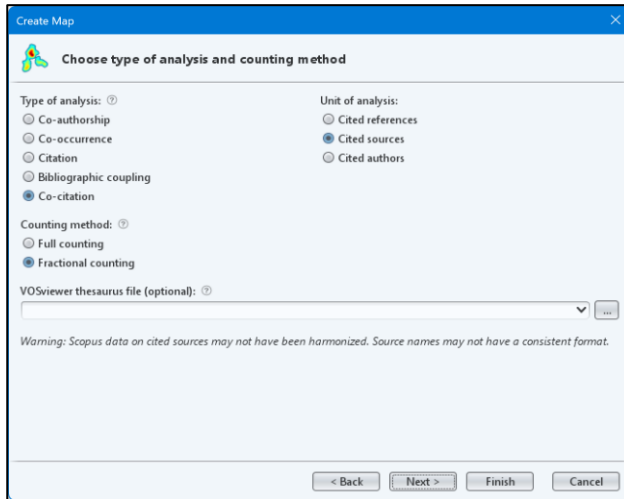 Create Map
Choose type of analysis and counting method
Type of analysis:
Unit of analysis:
Co-authorship
Cited references
Co-occurrence
Cited sources
Citation
Cited authors
Bibliographic coupling
Co-citation
Counting method:
Full counting
Fractional counting
VOSviewer thesaurus file (optional):
...
Warning: Scopus data on cited sources may not have been harmonized. Source names may not have a consistent format.
< Back
Next >
Finish
Cancel